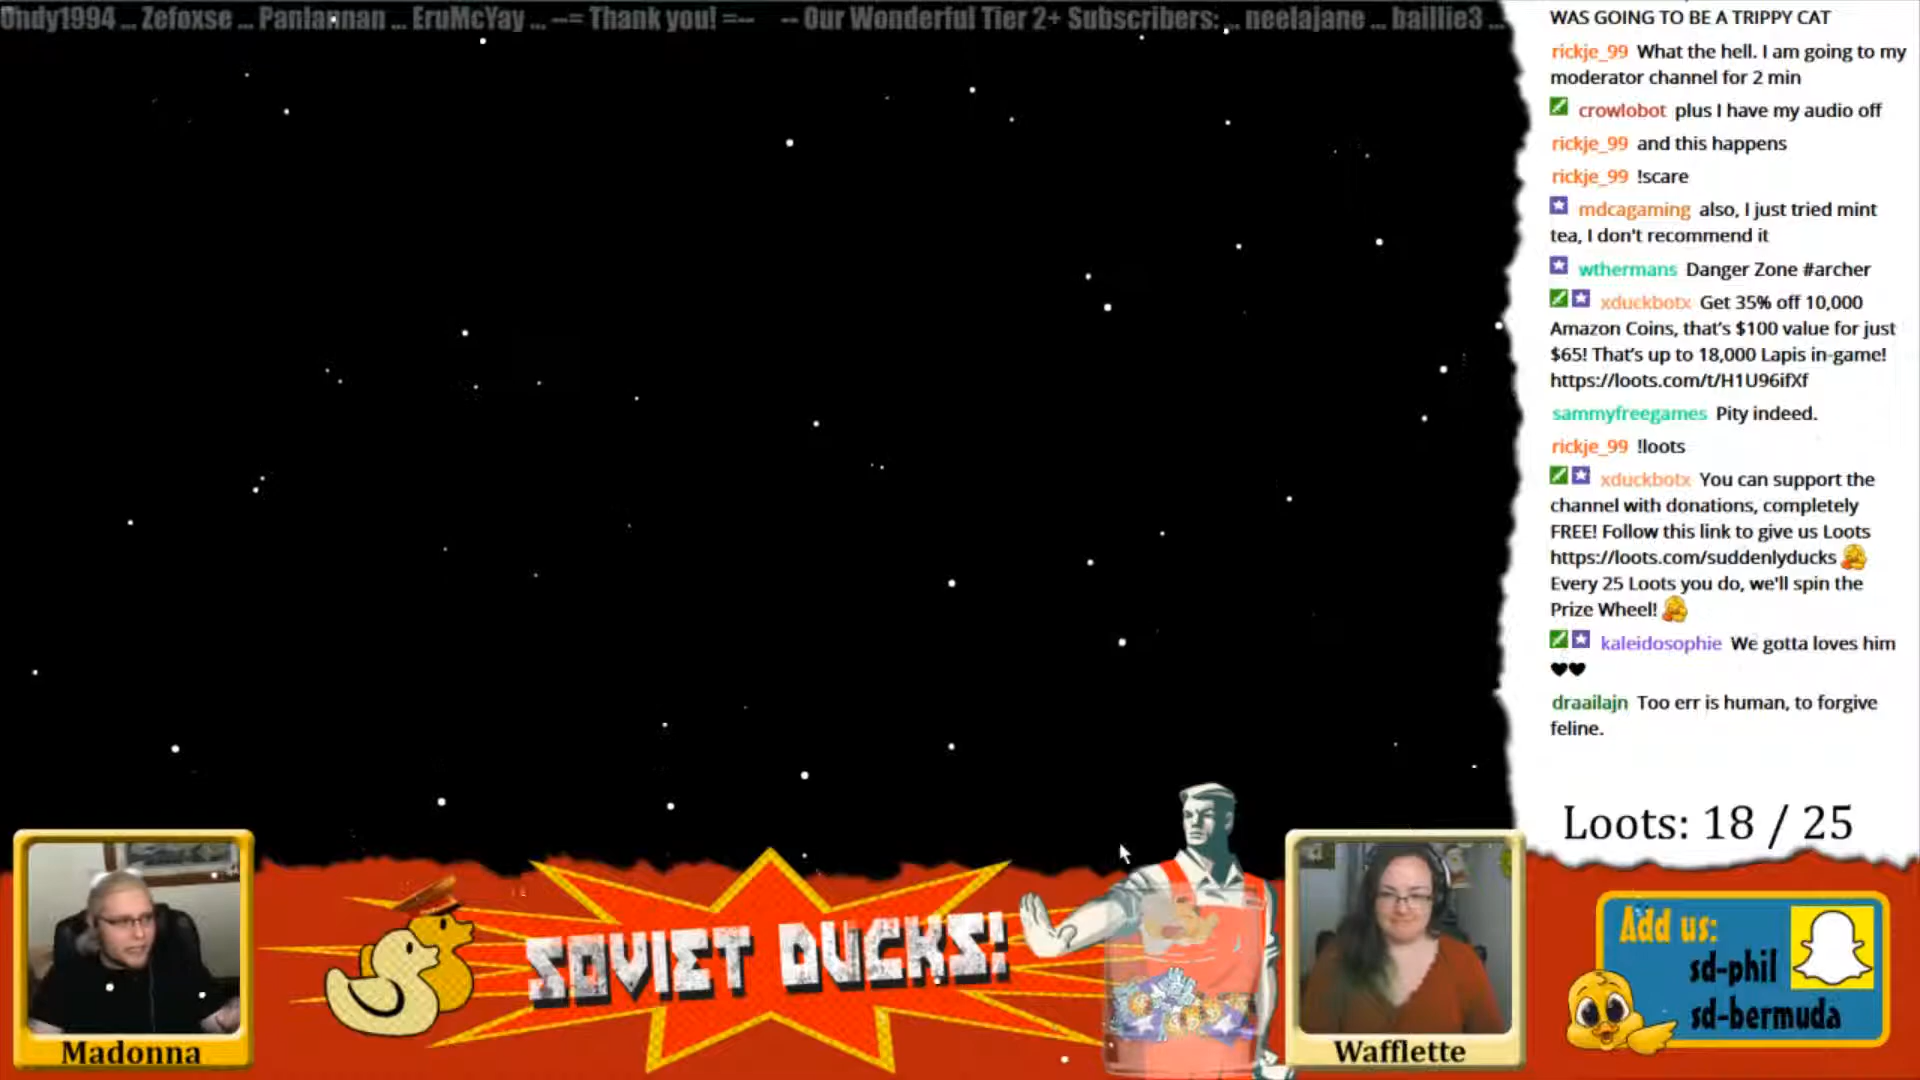 Undy1994 ... Zefoxse ... Panlannan ... EruMcYay ... --= Thank you! =-- -- Our Wonderful Tier 2+ Subscribers: ... neelajane ... baillie3 ...
WAS GOING TO BE A TRIPPY CAT
rickje_99 What the hell. I am going to my
moderator channel for 2 min
crowlobot plus I have my audio off
rickje_99 and this happens
rickje_99 !scare
mdcagaming also, I just tried mint
tea, I don't recommend it
wthermans Danger Zone #archer
xduckbotx Get 35% off 10,000
Amazon Coins, that's $100 value for just
$65! That's up to 18,000 Lapis in-game!
https://loots.com/t/H1U96ifXf
sammyfreegames Pity indeed.
rickje_99 !loots
xduckbotx You can support the
channel with donations, completely
FREE! Follow this link to give us Loots
https://loots.com/suddenlyducks
Every 25 Loots you do, we'll spin the
Prize Wheel!
kaleidosophie We gotta loves him
♥♥
draailajn Too err is human, to forgive
feline.
Loots: 18 / 25
SOVIET DUCKS!
Madonna
Wafflette
Add us:
sd-phil
sd-bermuda